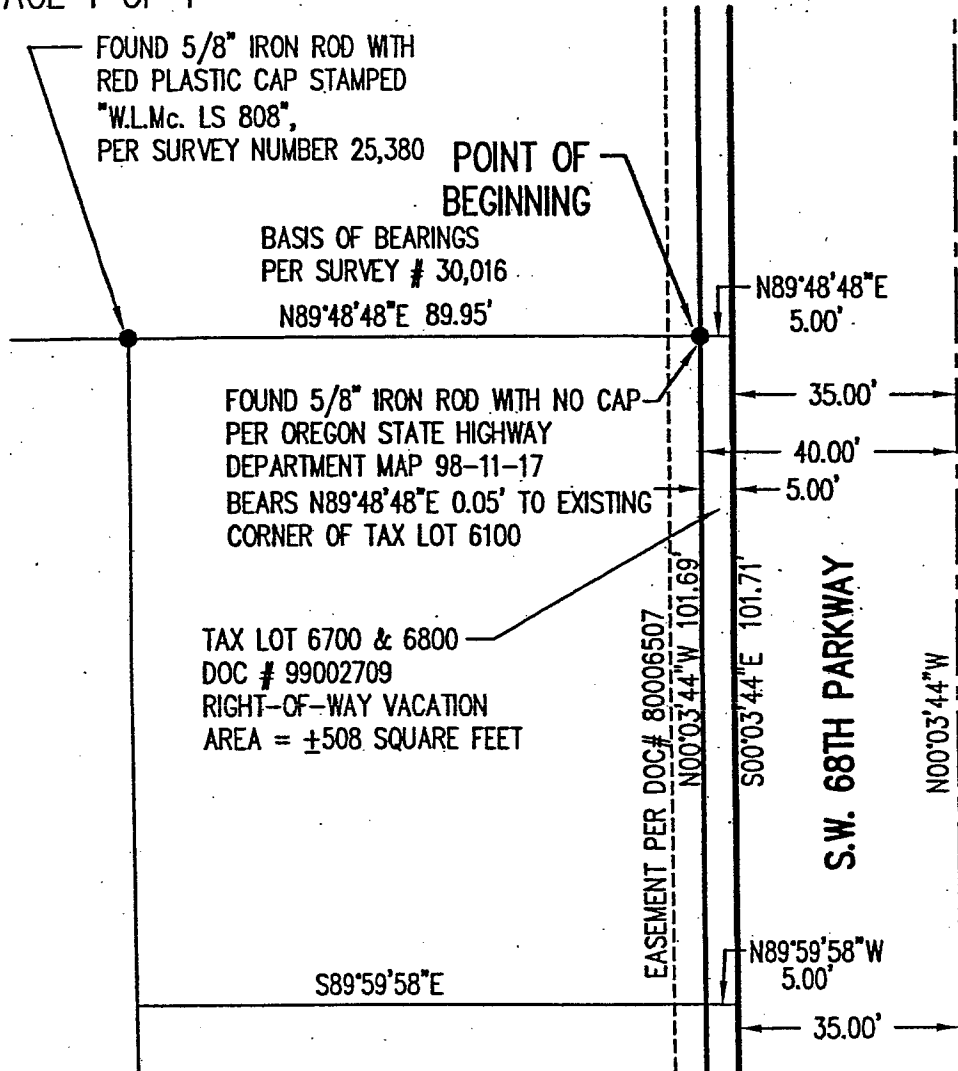 FOUND 5/8" IRON ROD WITH
RED PLASTIC CAP STAMPED
"W.L.Mc. LS 808",
PER SURVEY NUMBER 25,380
POINT OF
BEGINNING
BASIS OF BEARINGS
PER SURVEY # 30,016
N89°48'48"E 89.95'
N89°48'48"E
5.00'
35.00'
40.00'
5.00'
FOUND 5/8" IRON ROD WITH NO CAP
PER OREGON STATE HIGHWAY
DEPARTMENT MAP 98-11-17
BEARS N89°48'48"E 0.05' TO EXISTING
CORNER OF TAX LOT 6100
TAX LOT 6700 & 6800
DOC # 99002709
RIGHT-OF-WAY VACATION
AREA = ±508 SQUARE FEET
EASEMENT PER DOC# 80006507
N00°03'44"W 101.69'
S00°03'44"E 101.71'
S.W. 68TH PARKWAY
N00°03'44"W
S89°59'58"E
N89°59'58"W
5.00'
35.00'